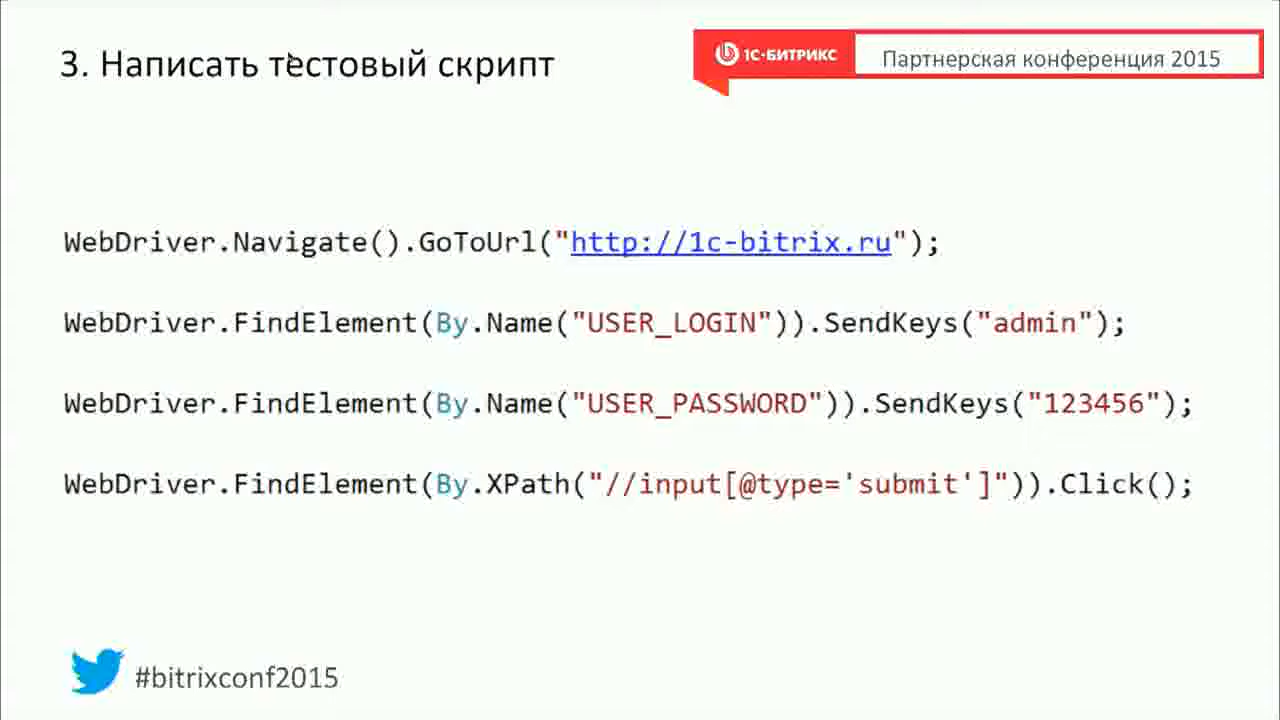 3. Написать тестовый скрипт
1С-БИТРИКС
Партнерская конференция 2015
WebDriver.Navigate().GoToUrl("http://1c-bitrix.ru");
WebDriver.FindElement(By.Name("USER_LOGIN")).SendKeys("admin");
WebDriver.FindElement(By.Name("USER_PASSWORD")).SendKeys("123456");
WebDriver.FindElement(By.XPath("//input[@type='submit']")).Click();
#bitrixconf2015